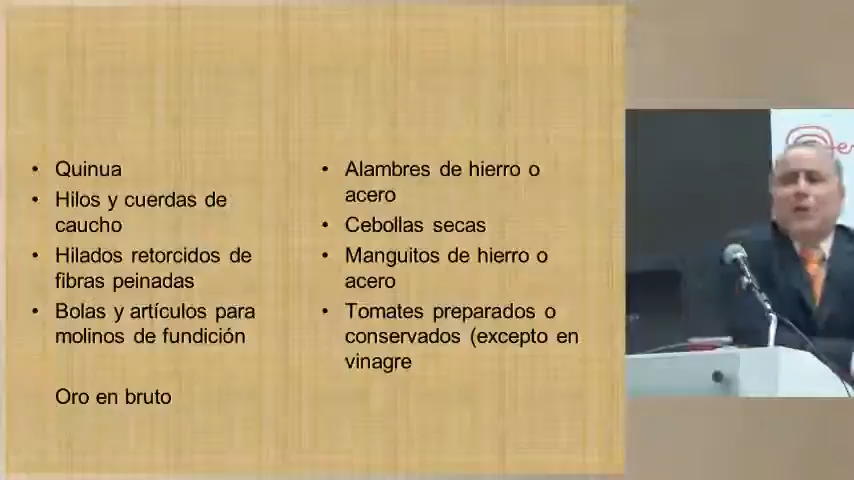 • Quinua
• Hilos y cuerdas de
caucho
• Hilados retorcidos de
fibras peinadas
• Bolas y artículos para
molinos de fundición
Oro en bruto
• Alambres de hierro o
acero
• Cebollas secas
• Manguitos de hierro o
acero
• Tomates preparados o
conservados (excepto en
vinagre